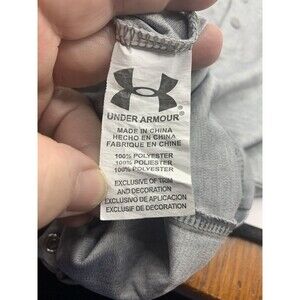 UNDER ARMOUR®
MADE IN CHINA
HECHO EN CHINA
FABRIQUE EN CHINE
100% POLYESTER
100% POLIESTER
100% POLYESTER
EXCLUSIVE OF TRIM
AND DECORATION
EXCLUSIVO DE APLICACION
EXCLUSIF DE DECORATION